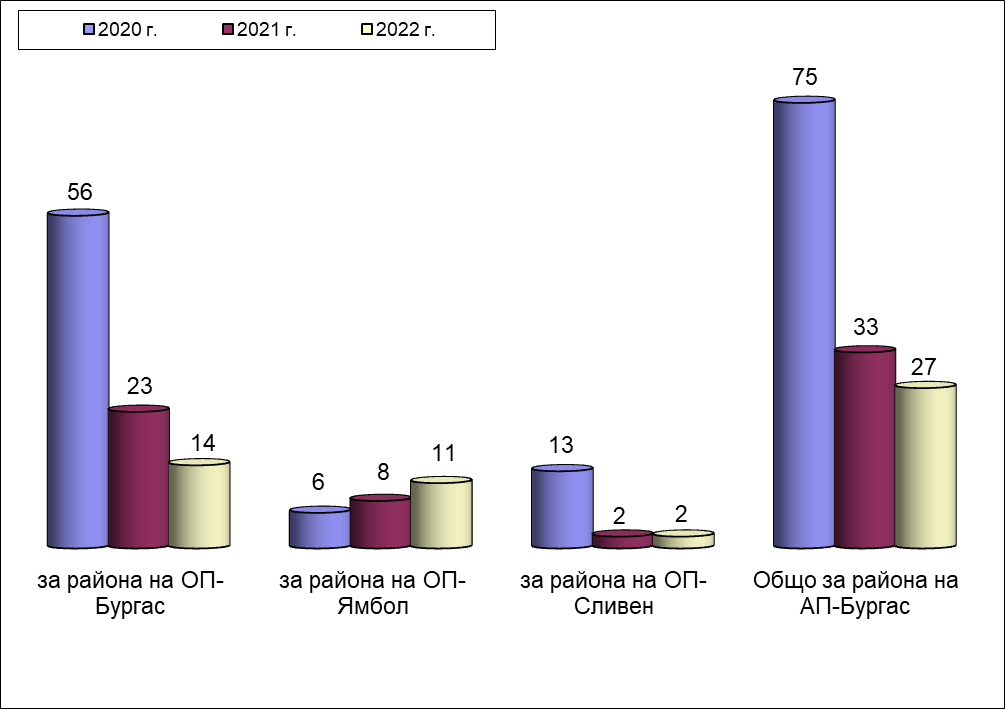 2020 г. 2021 г. 2022 г.
75
56
33
27
23
14
13
11
8
6
2
2
за района на ОП-
Бургас
за района на ОП-
Ямбол
за района на ОП-
Сливен
Общо за района на
АП-Бургас